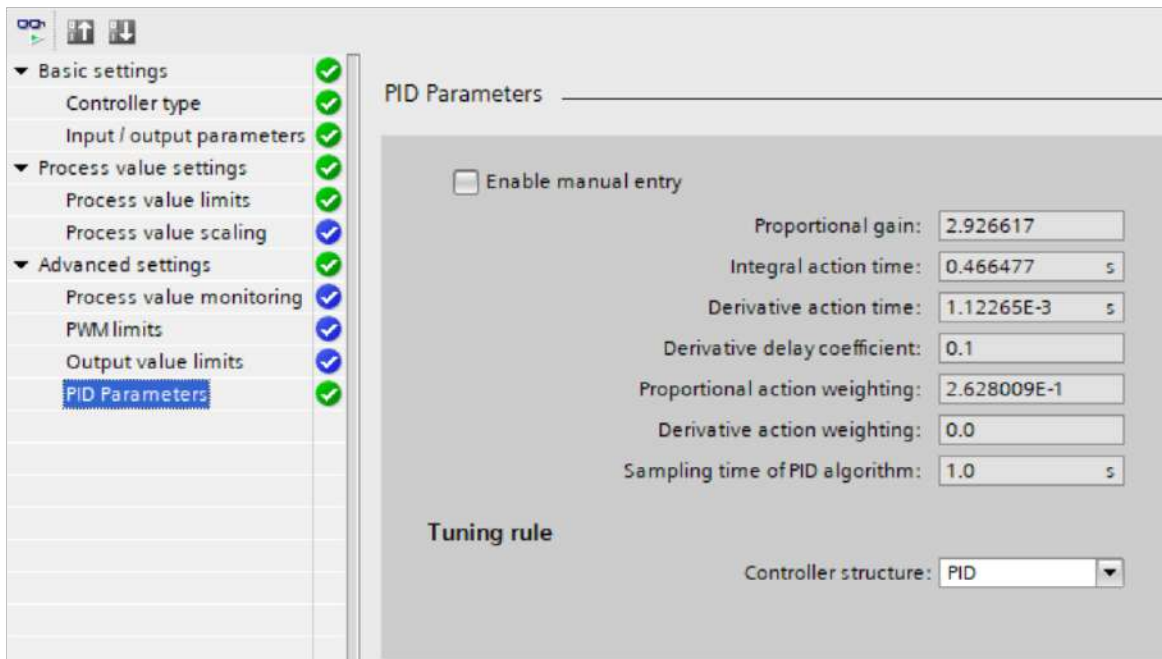 Basic settings
Controller type
Input / output parameters
Process value settings
Process value limits
Process value scaling
Advanced settings
Process value monitoring
PWM limits
Output value limits
PID Parameters
PID Parameters
Enable manual entry
Proportional gain: 2.926617
Integral action time: 0.466477 s
Derivative action time: 1.12265E-3 s
Derivative delay coefficient: 0.1
Proportional action weighting: 2.628009E-1
Derivative action weighting: 0.0
Sampling time of PID algorithm: 1.0 s
Tuning rule
Controller structure: PID